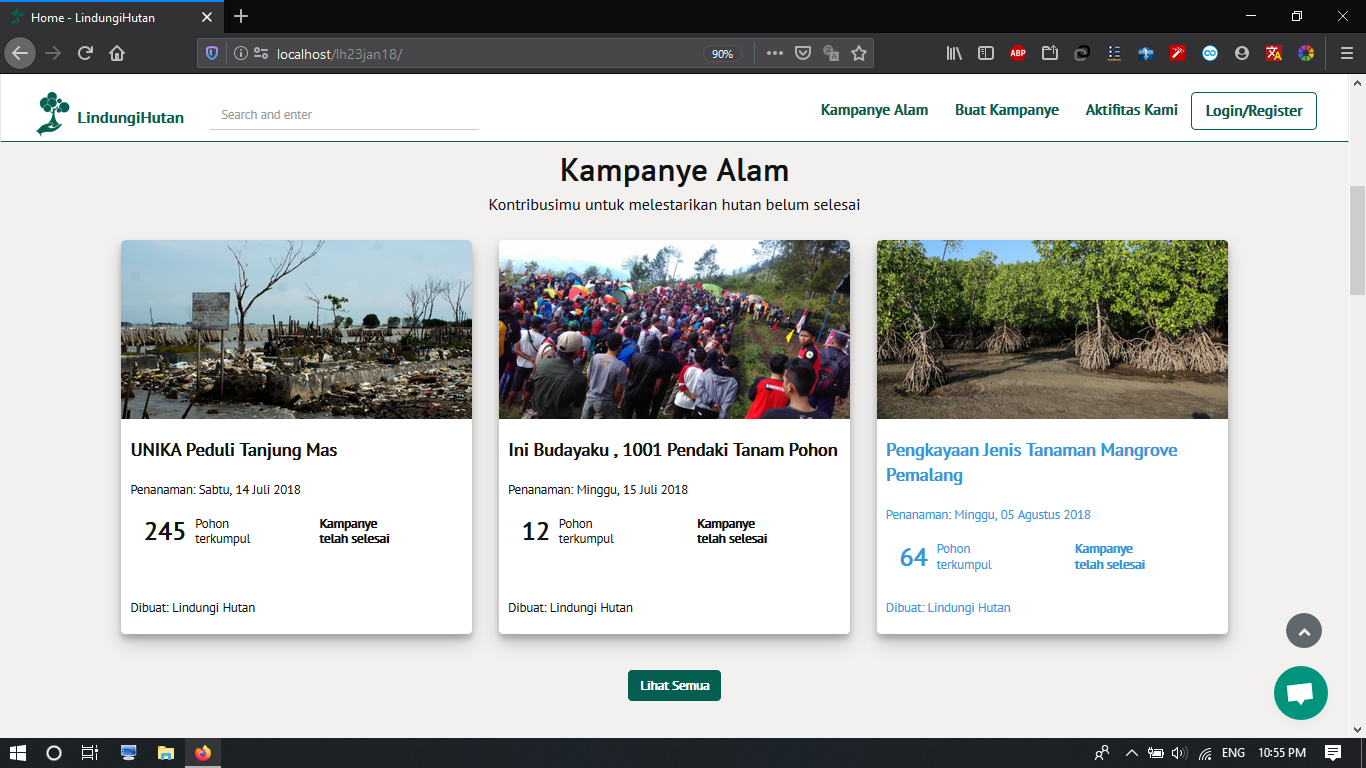 Home - LindungiHutan
localhost/lh23jan18/
90%
ABP
LindungiHutan
Search and enter
Kampanye Alam
Buat Kampanye
Aktifitas Kami
Login/Register
Kampanye Alam
Kontribusimu untuk melestarikan hutan belum selesai
UNIKA Peduli Tanjung Mas
Penanaman: Sabtu, 14 Juli 2018
245 Pohon
terkumpul
Kampanye
telah selesai
Dibuat: Lindungi Hutan
Ini Budayaku , 1001 Pendaki Tanam Pohon
Penanaman: Minggu, 15 Juli 2018
12 Pohon
terkumpul
Kampanye
telah selesai
Dibuat: Lindungi Hutan
Pengkayaan Jenis Tanaman Mangrove
Pemalang
Penanaman: Minggu, 05 Agustus 2018
64 Pohon
terkumpul
Kampanye
telah selesai
Dibuat: Lindungi Hutan
Lihat Semua
ENG
10:55 PM